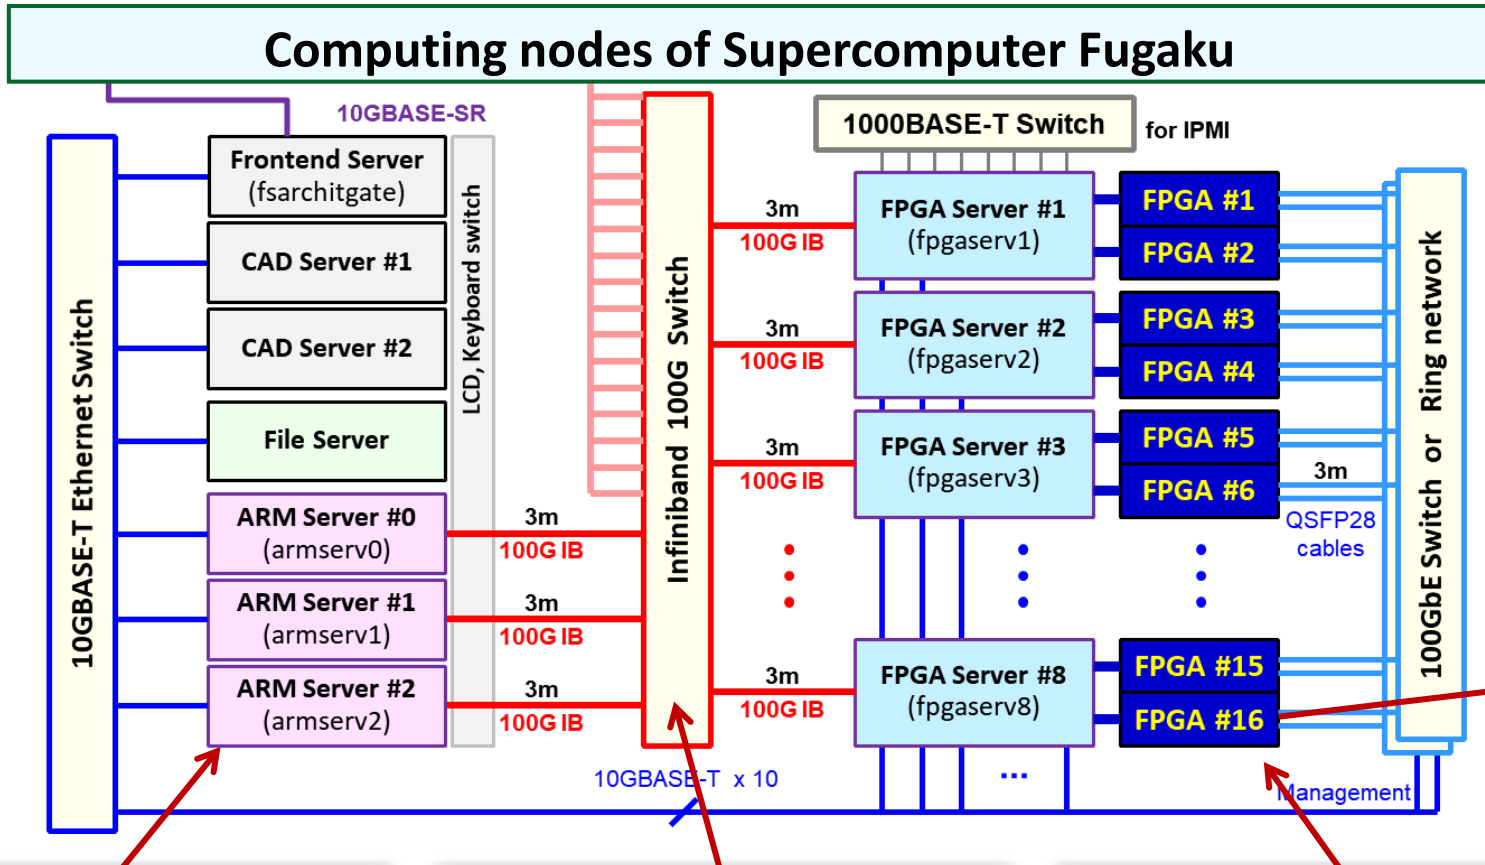 Computing nodes of Supercomputer Fugaku
10GBASE-SR
1000BASE-T Switch
for IPMI
10GBASE-T Ethernet Switch
Frontend Server
(fsarchitgate)
CAD Server #1
CAD Server #2
File Server
ARM Server #0
(armserv0)
ARM Server #1
(armserv1)
ARM Server #2
(armserv2)
LCD, Keyboard switch
3m
100G IB
3m
100G IB
3m
100G IB
Infiniband 100G Switch
3m
100G IB
3m
100G IB
3m
100G IB
3m
100G IB
FPGA Server #1
(fpgaserv1)
FPGA Server #2
(fpgaserv2)
FPGA Server #3
(fpgaserv3)
FPGA Server #8
(fpgaserv8)
FPGA #1
FPGA #2
FPGA #3
FPGA #4
FPGA #5
FPGA #6
FPGA #15
FPGA #16
3m
QSFP28
cables
100GbE Switch or Ring network
10GBASE-T x 10
...
Management